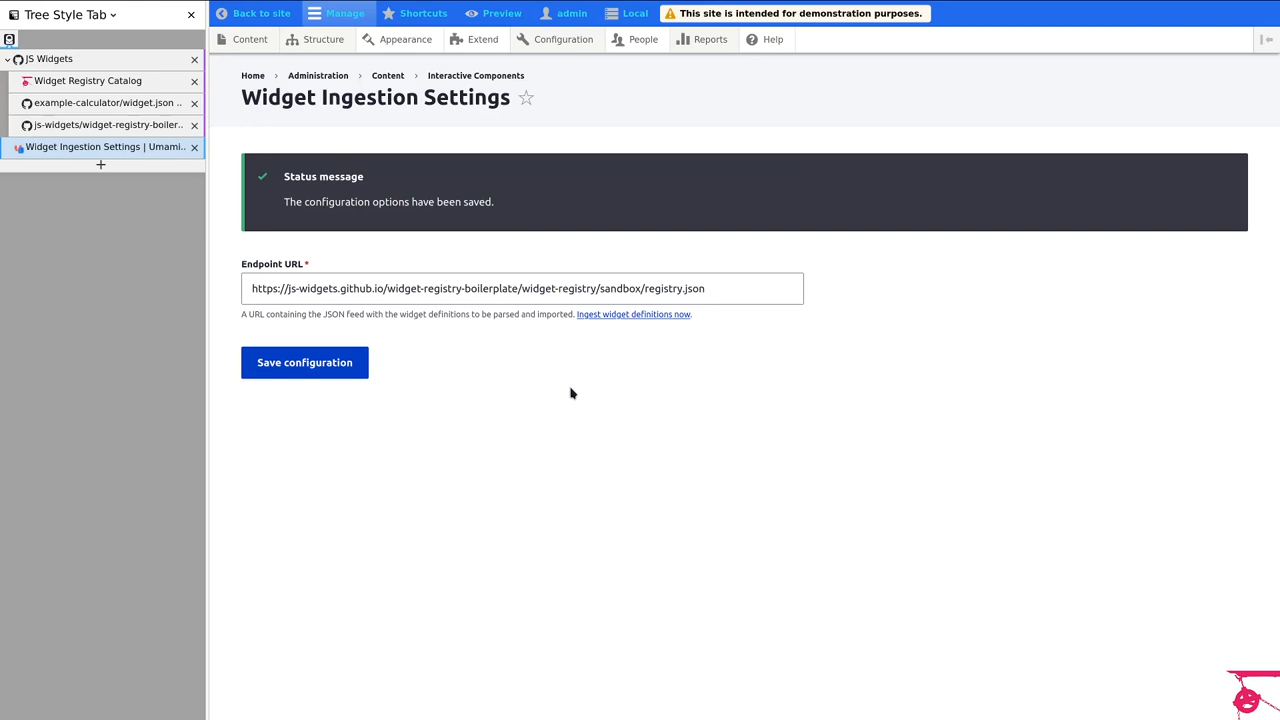 Tree Style Tab
JS Widgets
Widget Registry Catalog
example-calculator/widget.json ..
js-widgets/widget-registry-boiler..
Widget Ingestion Settings | Umami..
Back to site
Manage
Shortcuts
Preview
admin
Local
This site is intended for demonstration purposes.
Content
Structure
Appearance
Extend
Configuration
People
Reports
Help
Home › Administration › Content › Interactive Components
Widget Ingestion Settings
Status message
The configuration options have been saved.
Endpoint URL*
https://js-widgets.github.io/widget-registry-boilerplate/widget-registry/sandbox/registry.json
A URL containing the JSON feed with the widget definitions to be parsed and imported. Ingest widget definitions now.
Save configuration